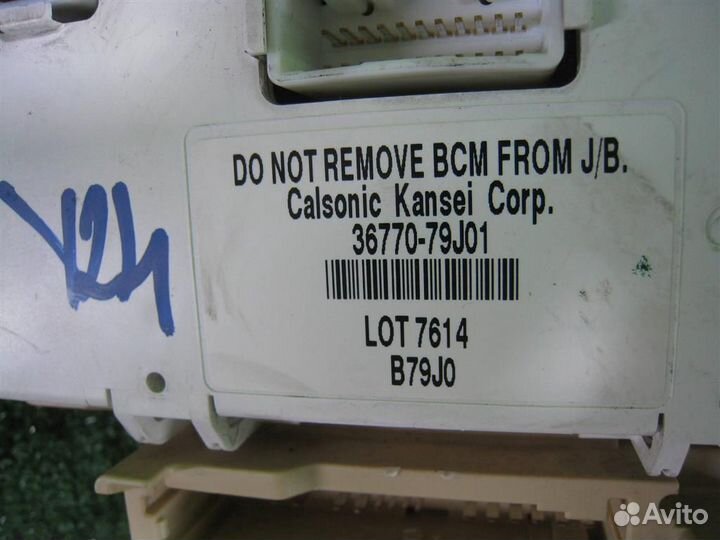 DO NOT REMOVE BCM FROM J/B.
Calsonic Kansei Corp.
36770-79J01
LOT 7614
B79J0
Avito